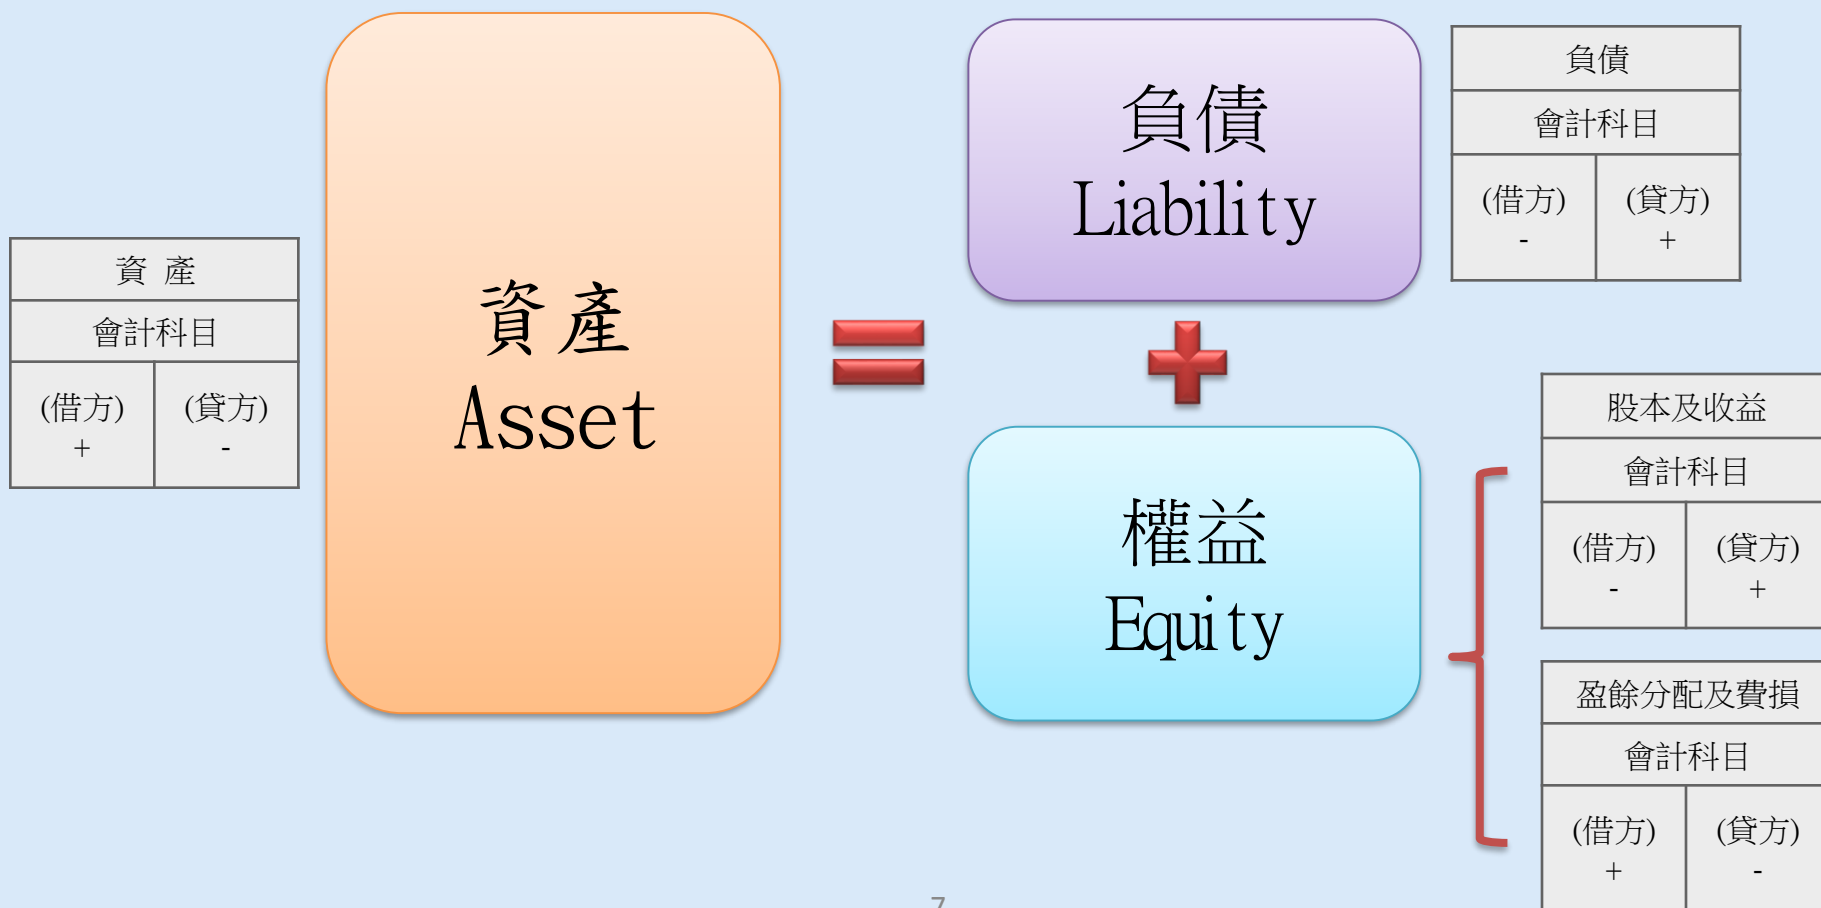 資 產
會計科目
(借方) (貸方)
+ -
資產
Asset
負債
Liability
權益
Equity
負債
會計科目
(借方) (貸方)
- +
股本及收益
會計科目
(借方) (貸方)
- +
盈餘分配及費損
會計科目
(借方) (貸方)
+ -
7